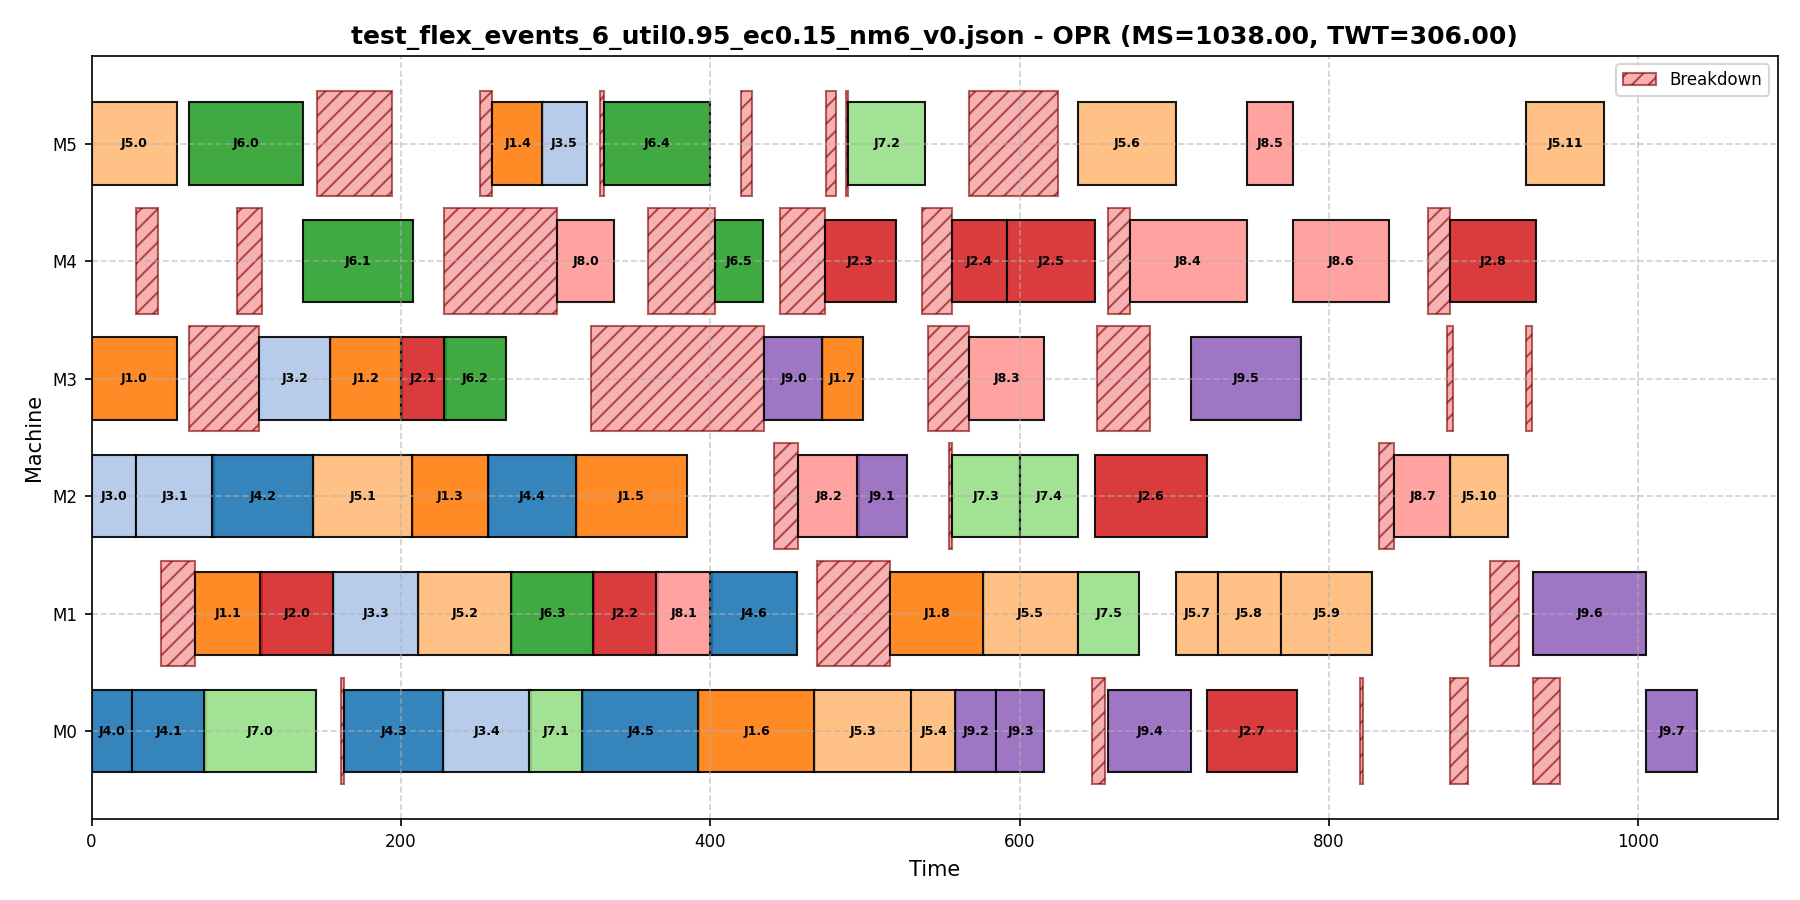 test_flex_events_6_util0.95_ec0.15_nm6_v0.json - OPR (MS=1038.00, TWT=306.00)
Breakdown
M5
J5.0 J6.0 J1.4 J3.5 J6.4 J7.2 J5.6 J8.5 J5.11
M4
J6.1 J8.0 J6.5 J2.3 J2.4 J2.5 J8.4 J8.6 J2.8
M3
J1.0 J3.2 J1.2 J2.1 J6.2 J9.0 J1.7 J8.3 J9.5
M2
J3.0 J3.1 J4.2 J5.1 J1.3 J4.4 J1.5 J8.2 J9.1 J7.3 J7.4 J2.6 J8.7 J5.10
M1
J1.1 J2.0 J3.3 J5.2 J6.3 J2.2 J8.1 J4.6 J1.8 J5.5 J7.5 J5.7 J5.8 J5.9 J9.6
M0
J4.0 J4.1 J7.0 J4.3 J3.4 J7.1 J4.5 J1.6 J5.3 J5.4 J9.2 J9.3 J9.4 J2.7 J9.7
Machine
0 200 400 600 800 1000
Time